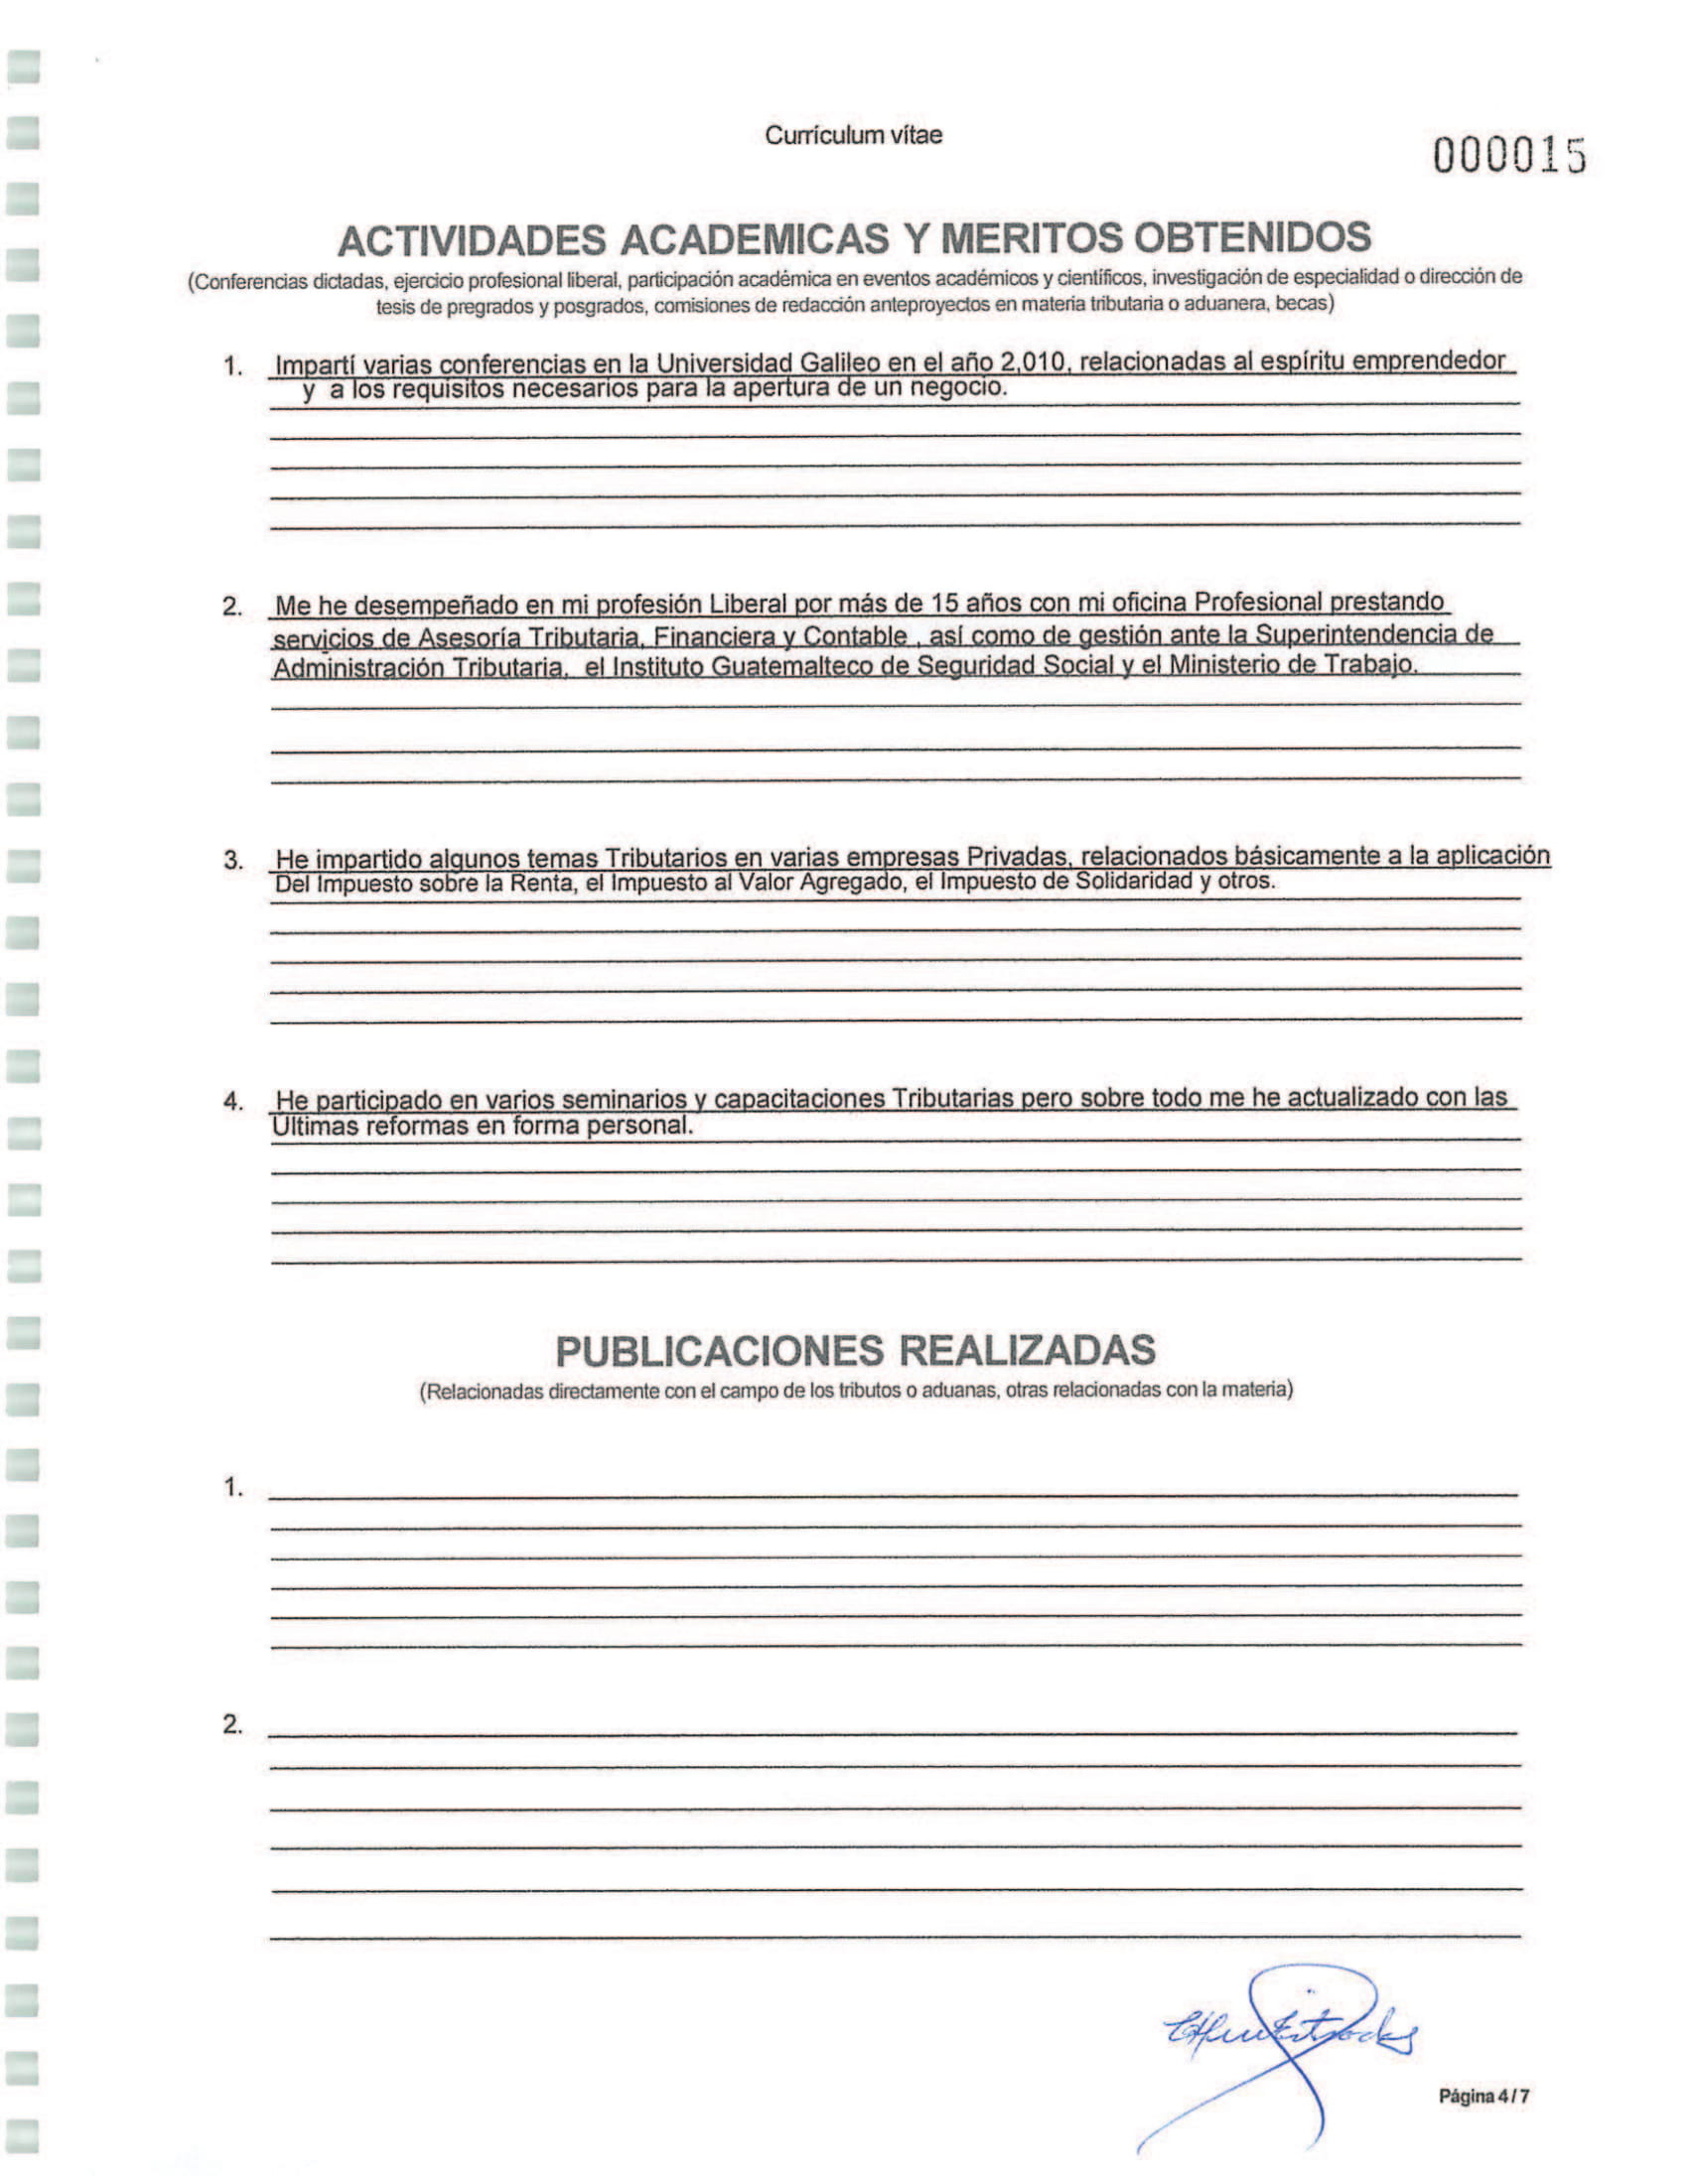 Currículum vítae
000015
ACTIVIDADES ACADEMICAS Y MERITOS OBTENIDOS
(Conferencias dictadas, ejercicio profesional liberal, participación académica en eventos académicos y científicos, investigación de especialidad o dirección de
tesis de pregrados y posgrados, comisiones de redacción anteproyectos en materia tributaria o aduanera, becas)
1. Impartí varias conferencias en la Universidad Galileo en el año 2,010, relacionadas al espíritu emprendedor
y a los requisitos necesarios para la apertura de un negocio.
2. Me he desempeñado en mi profesión Liberal por más de 15 años con mi oficina Profesional prestando
servicios de Asesoría Tributaria, Financiera y Contable , así como de gestión ante la Superintendencia de
Administración Tributaria, el Instituto Guatemalteco de Seguridad Social y el Ministerio de Trabajo.
3. He impartido algunos temas Tributarios en varias empresas Privadas, relacionados básicamente a la aplicación
Del Impuesto sobre la Renta, el Impuesto al Valor Agregado, el Impuesto de Solidaridad y otros.
4. He participado en varios seminarios y capacitaciones Tributarias pero sobre todo me he actualizado con las
Ultimas reformas en forma personal.
PUBLICACIONES REALIZADAS
(Relacionadas directamente con el campo de los tributos o aduanas, otras relacionadas con la materia)
1.
2.
Página 4 / 7